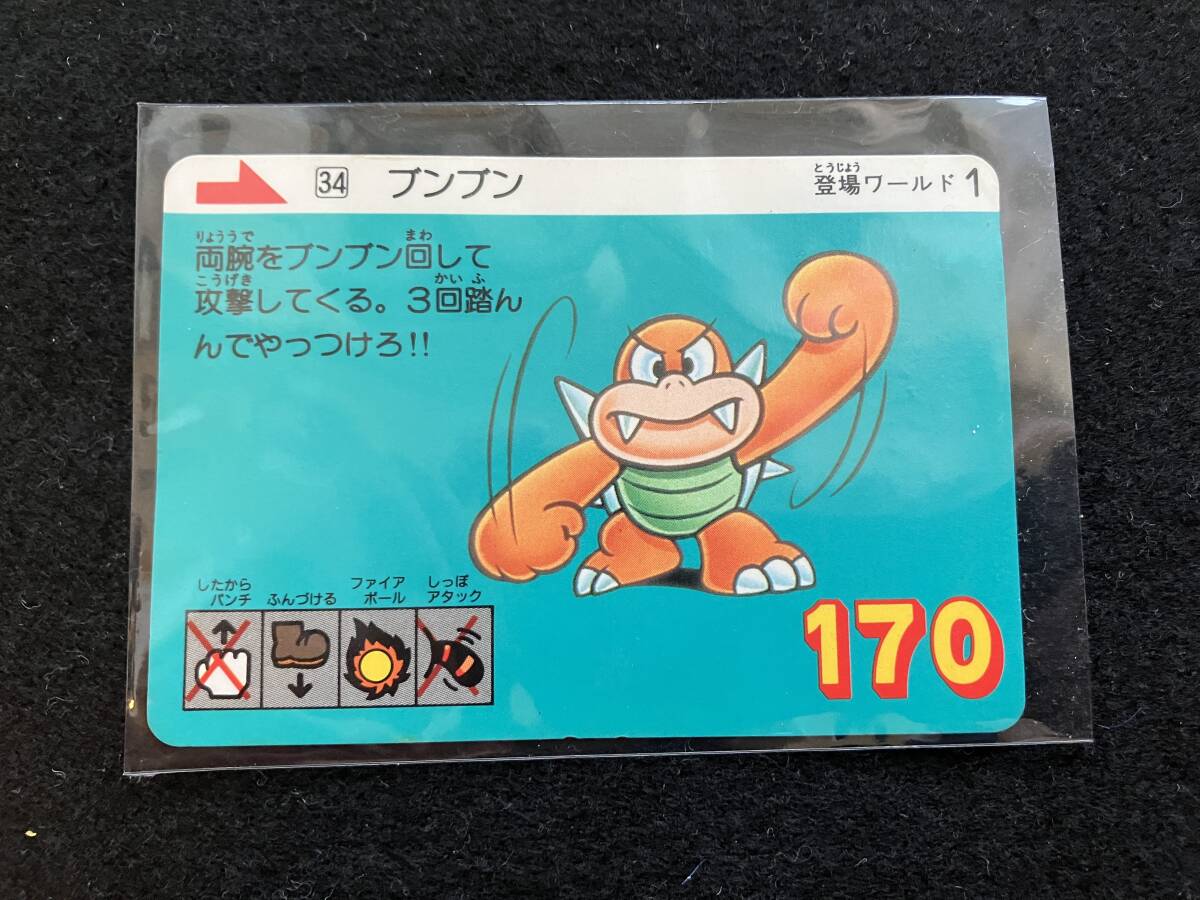 34 ブンブン 登場ワールド 1
とうじょう
りょううで まわ
両腕をブンブン回して
こうげき かい ふ
攻撃してくる。3回踏ん
んでやっつけろ!!
したから ファイア しっぽ
パンチ ふんづける ボール アタック
170